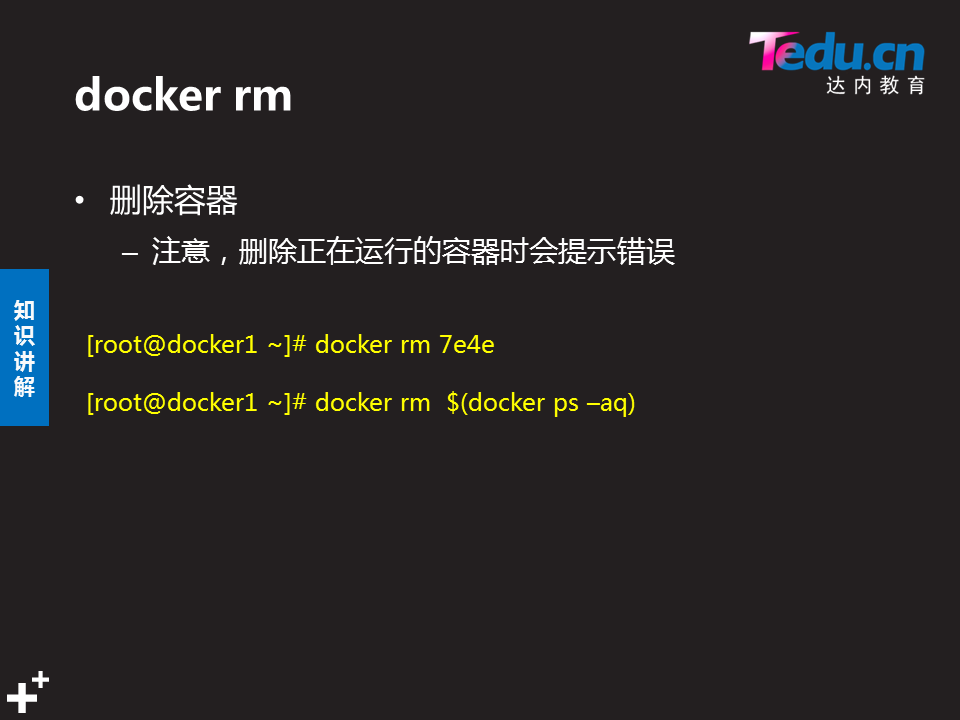 Tedu.cn
达内教育
docker rm
• 删除容器
– 注意，删除正在运行的容器时会提示错误
知识讲解
[root@docker1 ~]# docker rm 7e4e
[root@docker1 ~]# docker rm  $(docker ps –aq)